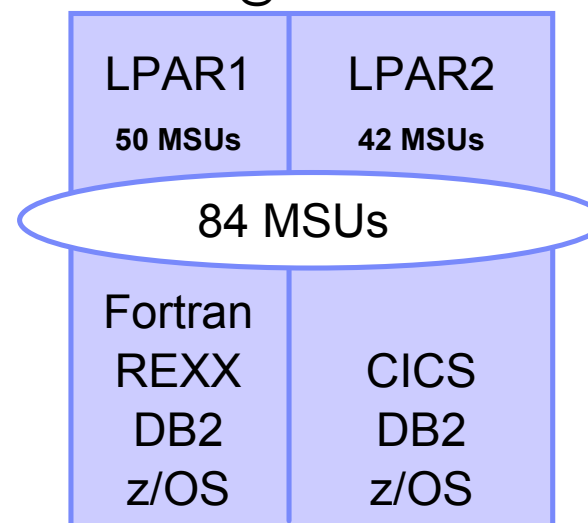 LPAR1 LPAR2
50 MSUs 42 MSUs
84 MSUs
Fortran
REXX CICS
DB2 DB2
z/OS z/OS